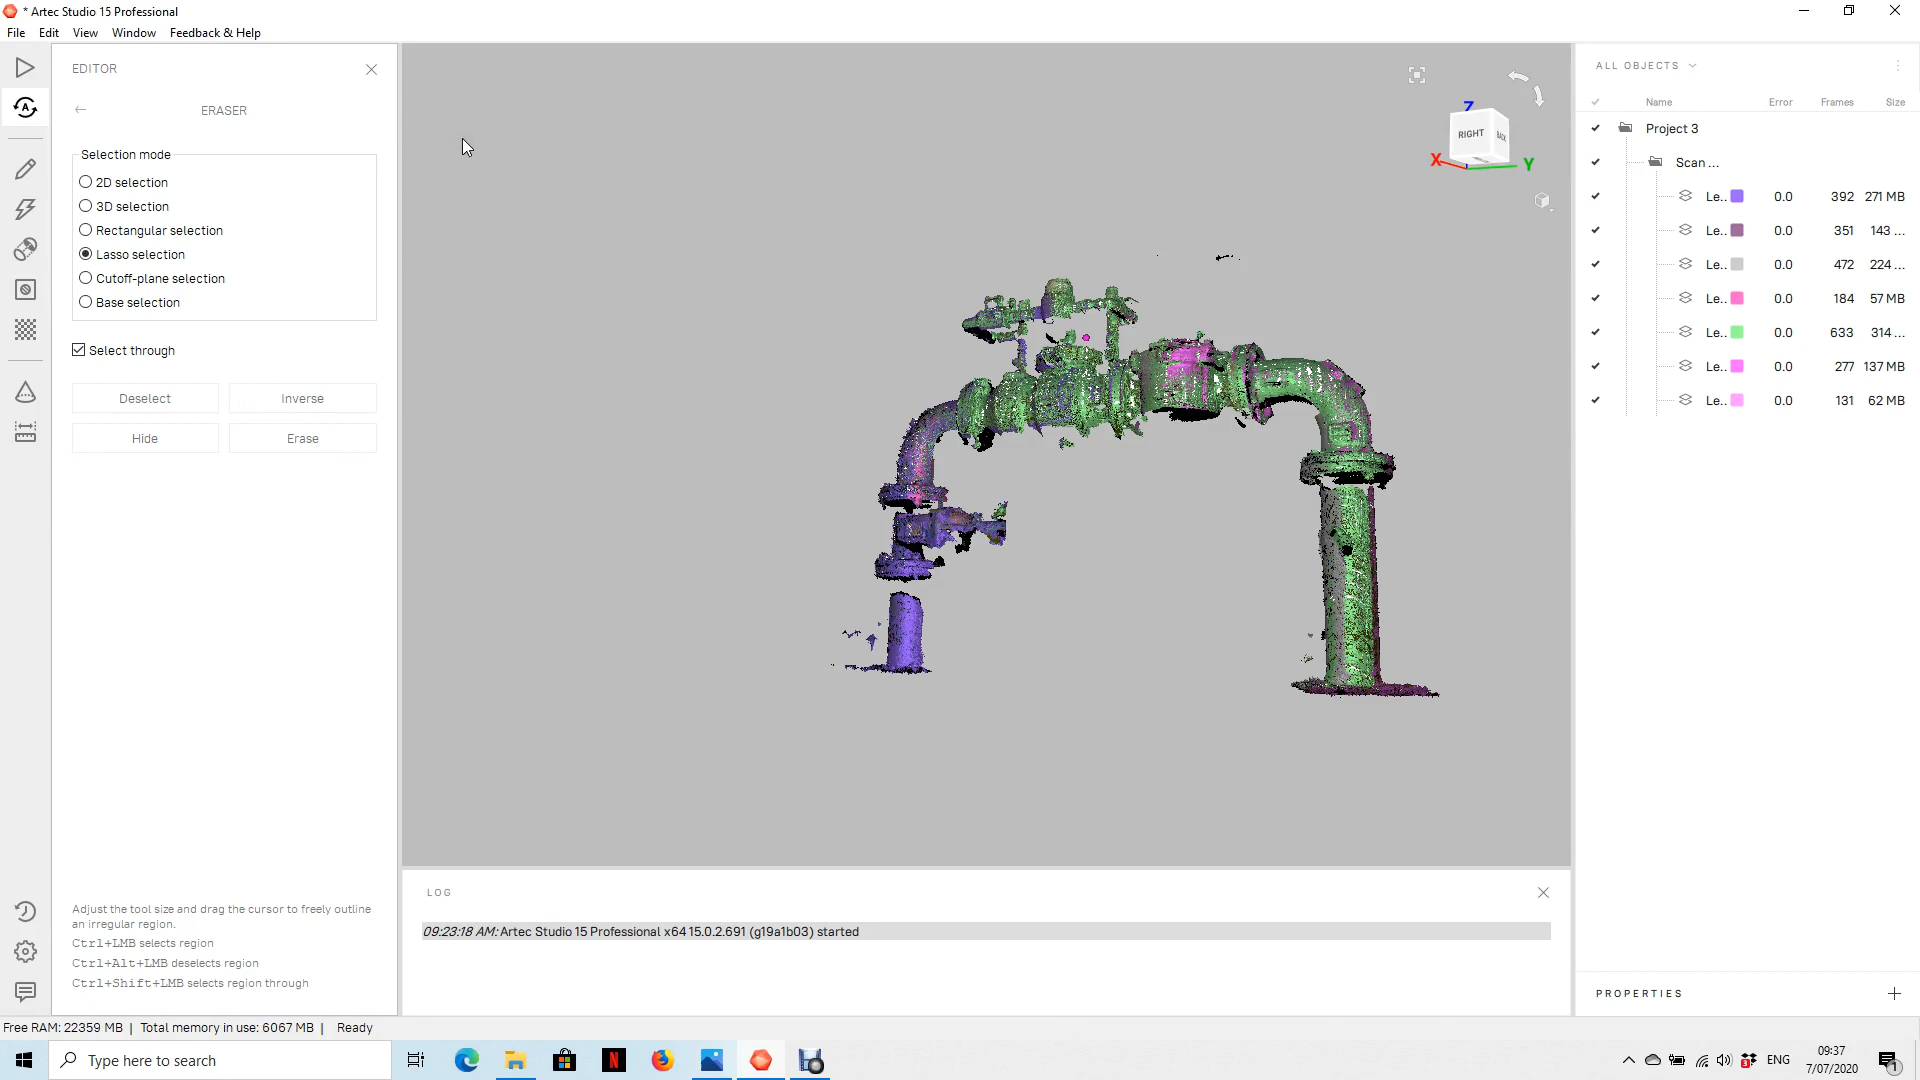 * Artec Studio 15 Professional
File Edit View Window Feedback & Help
EDITOR
ERASER
Selection mode
2D selection
3D selection
Rectangular selection
Lasso selection
Cutoff-plane selection
Base selection
Select through
Deselect Inverse
Hide Erase
Adjust the tool size and drag the cursor to freely outline
an irregular region.
Ctrl+LMB selects region
Ctrl+Alt+LMB deselects region
Ctrl+Shift+LMB selects region through
Z
RIGHT BACK
X Y
LOG
09:23:18 AM: Artec Studio 15 Professional x64 15.0.2.691 (g19a1b03) started
ALL OBJECTS
Name Error Frames Size
Project 3
Scan ...
Le.. 0.0 392 271 MB
Le.. 0.0 351 143 ...
Le.. 0.0 472 224 ...
Le.. 0.0 184 57 MB
Le.. 0.0 633 314 ...
Le.. 0.0 277 137 MB
Le.. 0.0 131 62 MB
PROPERTIES
Free RAM: 22359 MB | Total memory in use: 6067 MB | Ready
Type here to search
N
3
ENG
09:37
7/07/2020
1